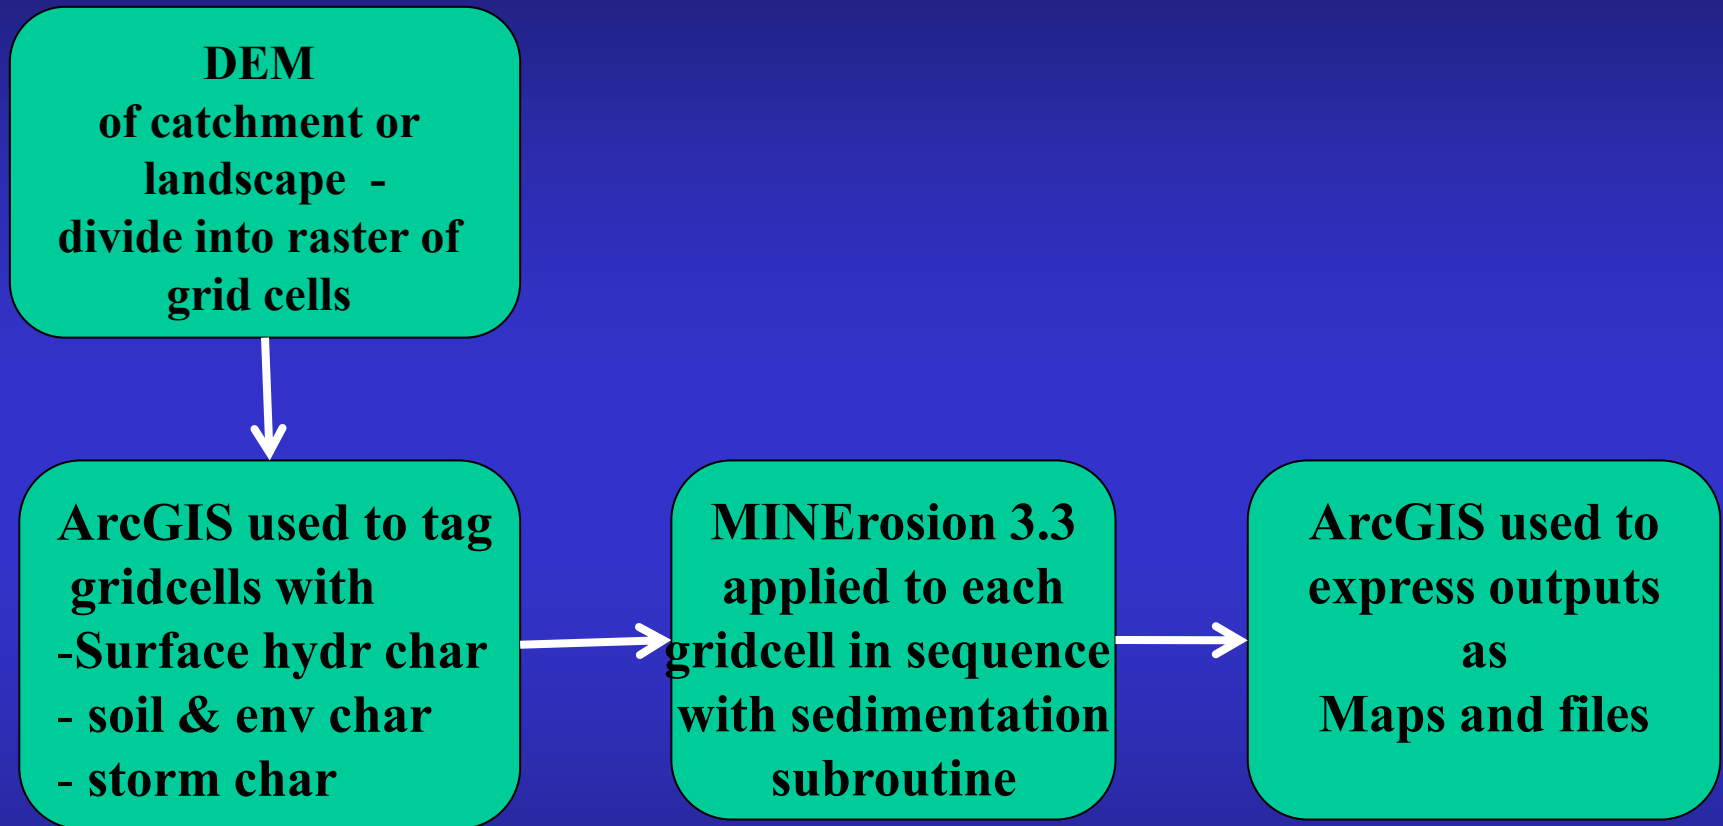 DEM
of catchment or
landscape -
divide into raster of
grid cells
ArcGIS used to tag
gridcells with
-Surface hydr char
- soil & env char
- storm char
MINErosion 3.3
applied to each
gridcell in sequence
with sedimentation
subroutine
ArcGIS used to
express outputs
as
Maps and files